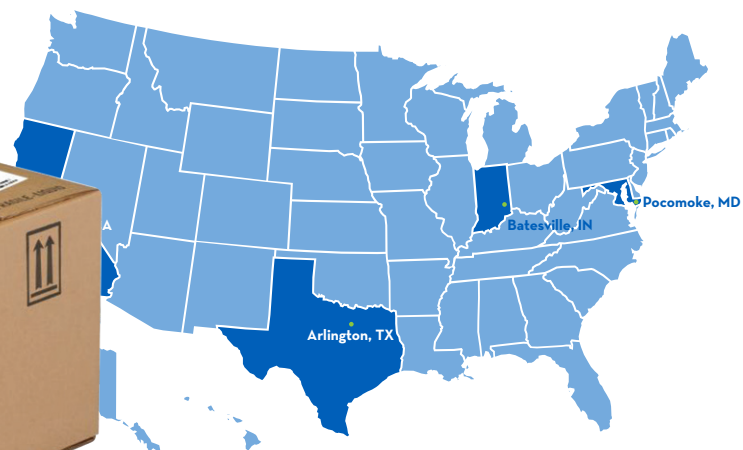 A
Batesville, IN
Pocomoke, MD
Arlington, TX